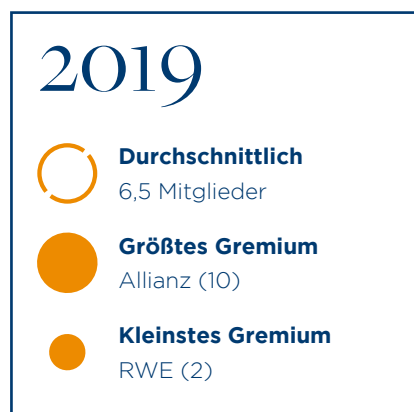 2019
Durchschnittlich
6,5 Mitglieder
Größtes Gremium
Allianz (10)
Kleinstes Gremium
RWE (2)